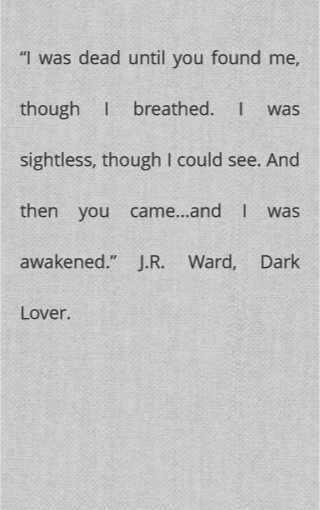 “I was dead until you found me,
though I breathed. I was
sightless, though I could see. And
then you came...and I was
awakened.” J.R. Ward, Dark
Lover.